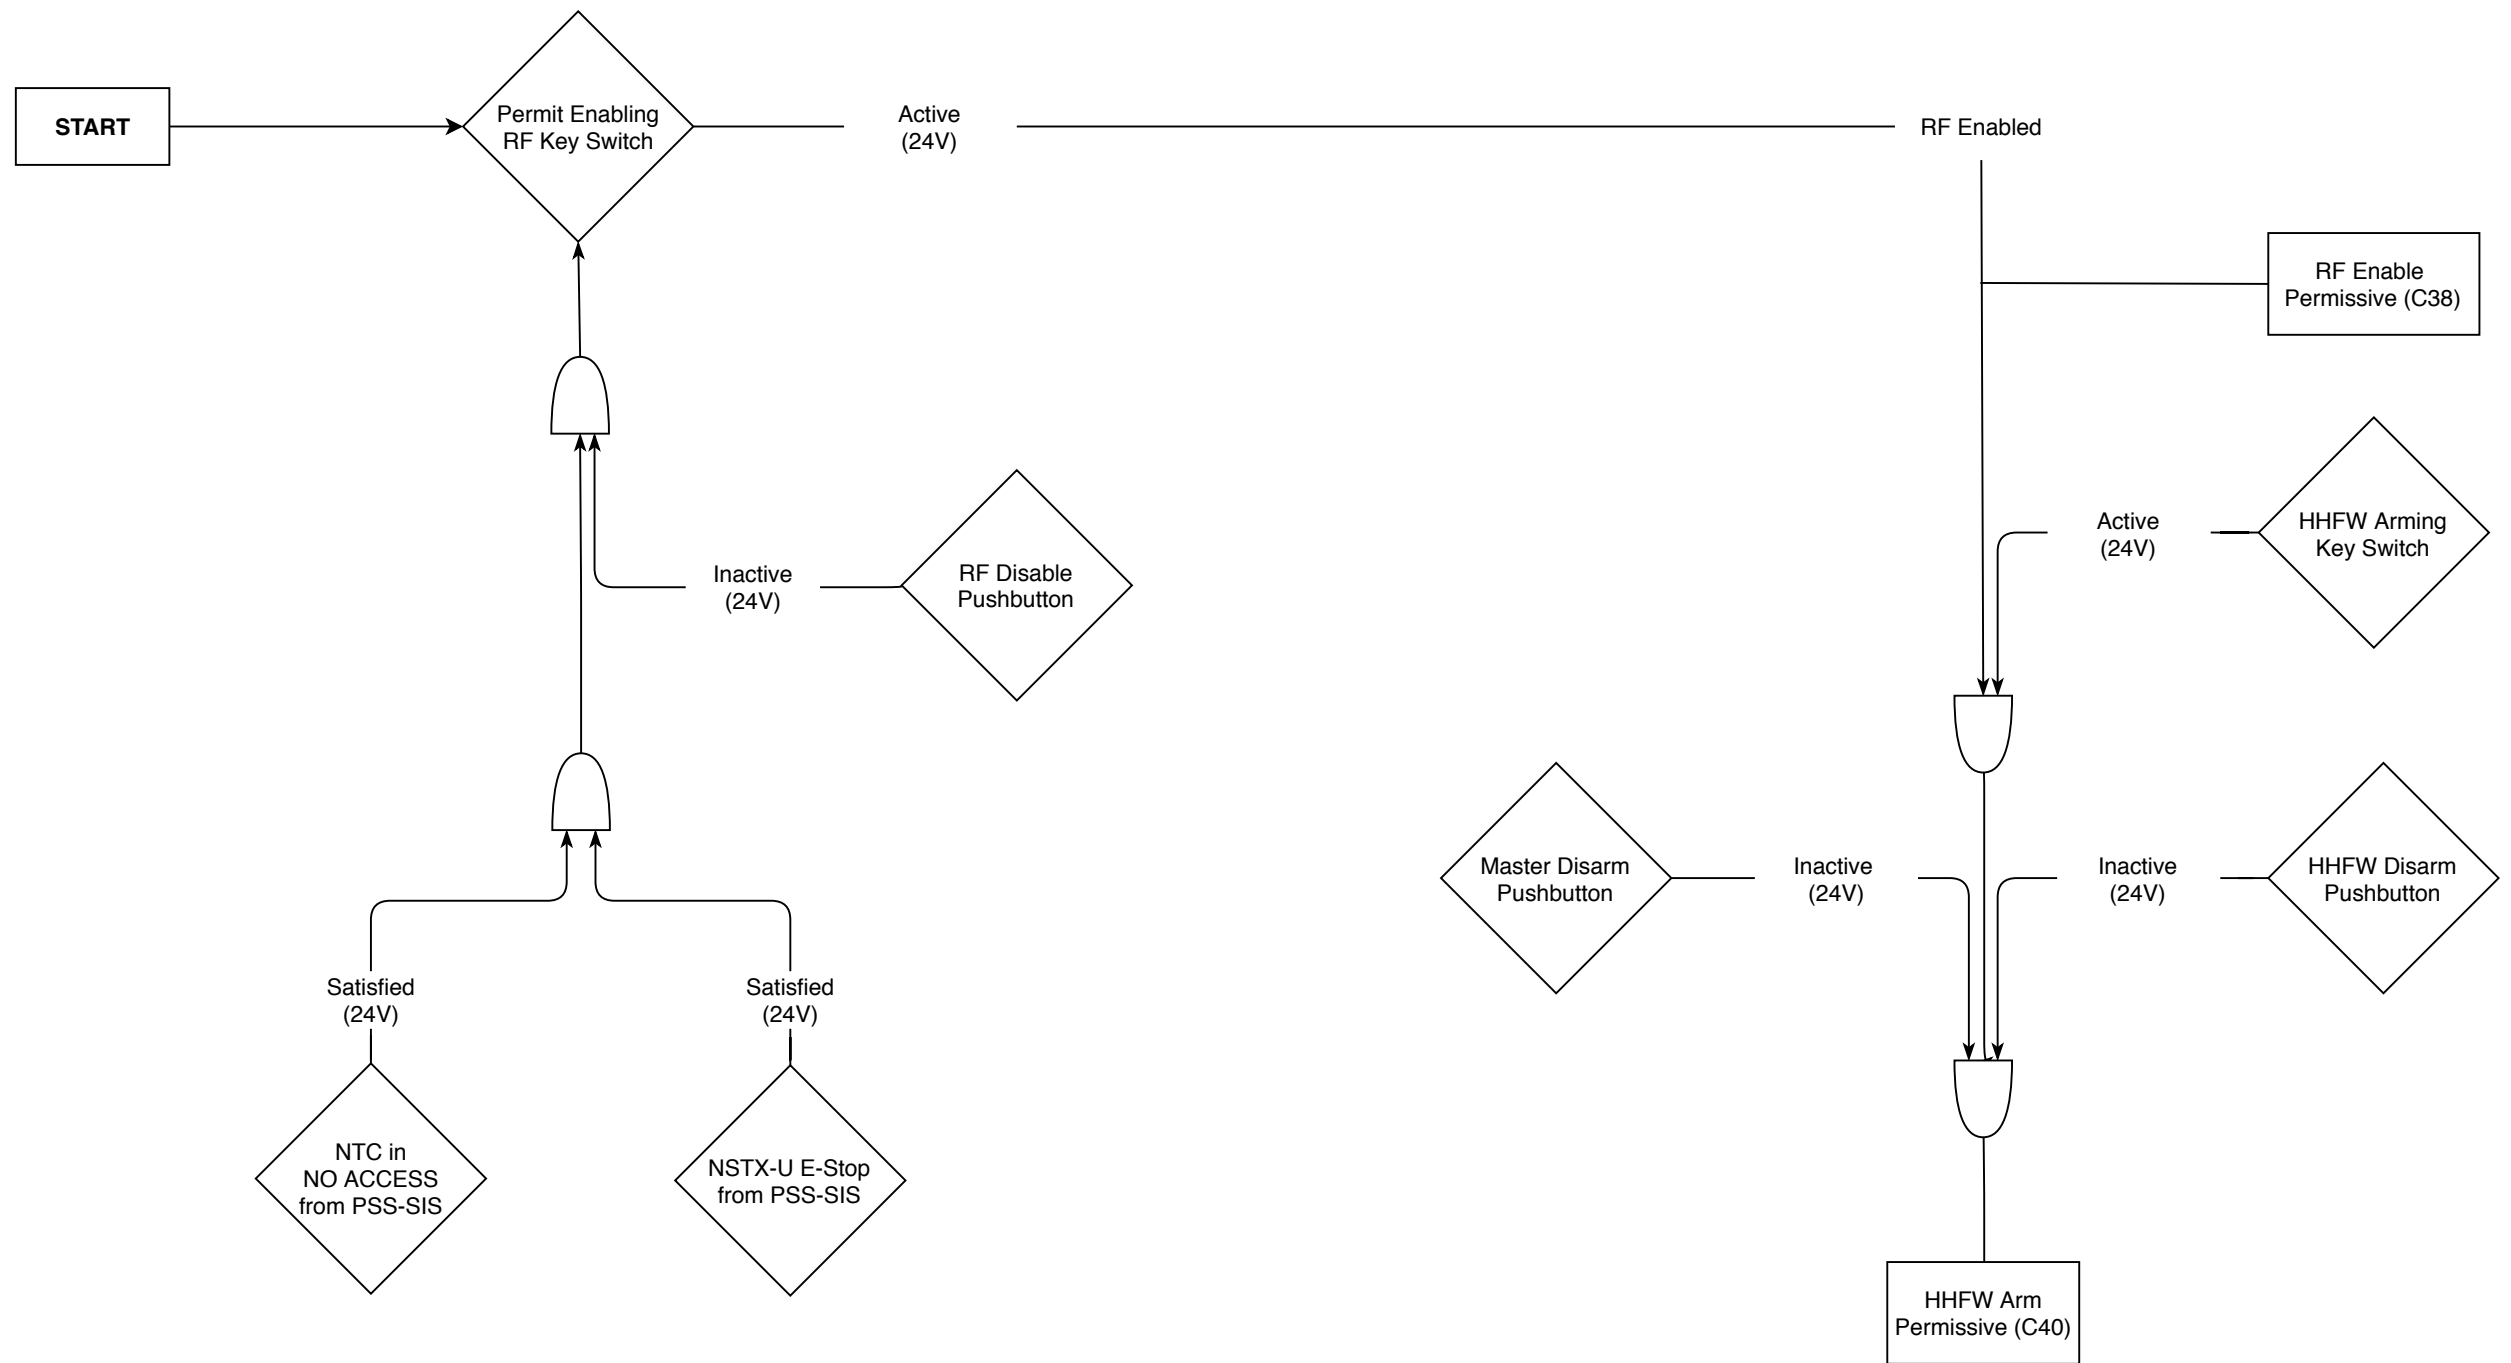 START
Permit Enabling
RF Key Switch
Active
(24V)
RF Enabled
RF Enable
Permissive (C38)
Active
(24V)
HHFW Arming
Key Switch
Inactive
(24V)
RF Disable
Pushbutton
Master Disarm
Pushbutton
Inactive
(24V)
Inactive
(24V)
HHFW Disarm
Pushbutton
Satisfied
(24V)
Satisfied
(24V)
NTC in
NO ACCESS
from PSS-SIS
NSTX-U E-Stop
from PSS-SIS
HHFW Arm
Permissive (C40)